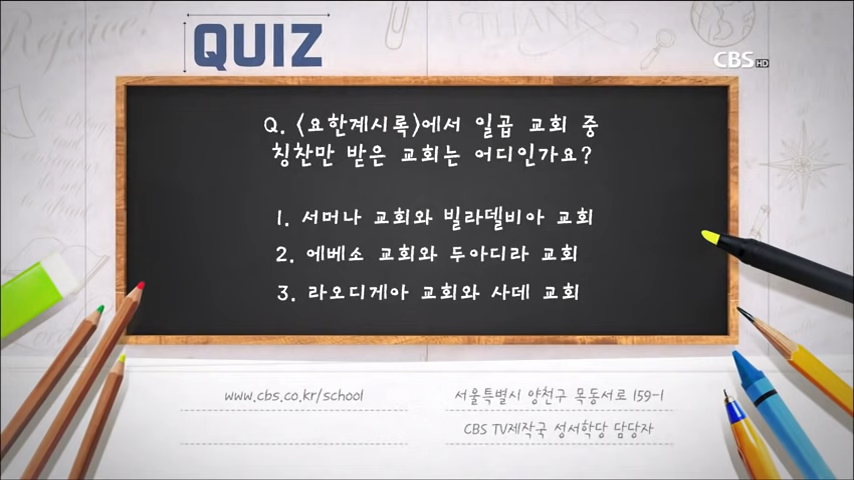 Rejoice!
THANKS
QUIZ
CBS HD
Q. <요한계시록>에서 일곱 교회 중
칭찬만 받은 교회는 어디인가요?
1. 서머나 교회와 빌라델비아 교회
2. 에베소 교회와 두아디라 교회
3. 라오디게아 교회와 사데 교회
www.cbs.co.kr/school
서울특별시 양천구 목동서로 159-1
CBS TV제작국 성서학당 담당자